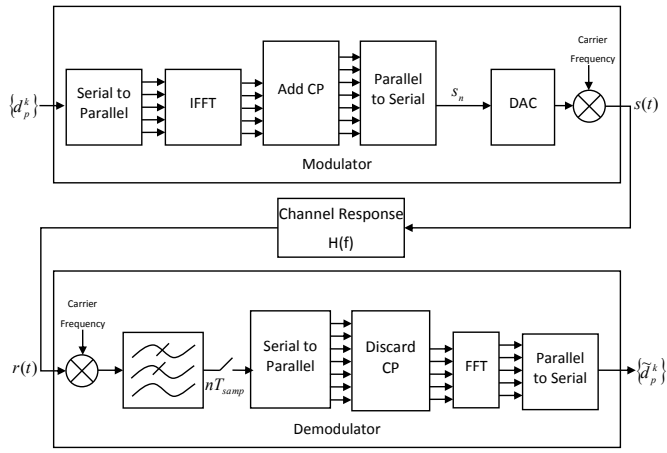 Carrier
Frequency
{d_p^k}
Serial to
Parallel
IFFT
Add CP
Parallel
to Serial
s_n
DAC
s(t)
Modulator
Channel Response
H(f)
Carrier
Frequency
r(t)
nT_samp
Serial to
Parallel
Discard
CP
FFT
Parallel
to Serial
{d̃_p^k}
Demodulator